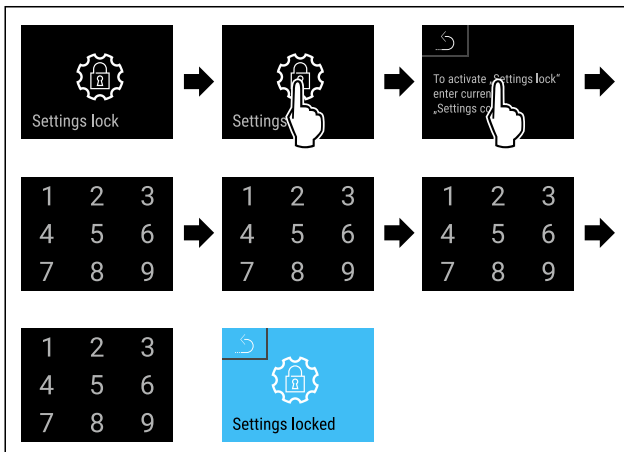 Settings lock
Settings
To activate „Settings lock“
enter curren
„Settings co
1 2 3
4 5 6
7 8 9
1 2 3
4 5 6
7 8 9
1 2 3
4 5 6
7 8 9
1 2 3
4 5 6
7 8 9
Settings locked